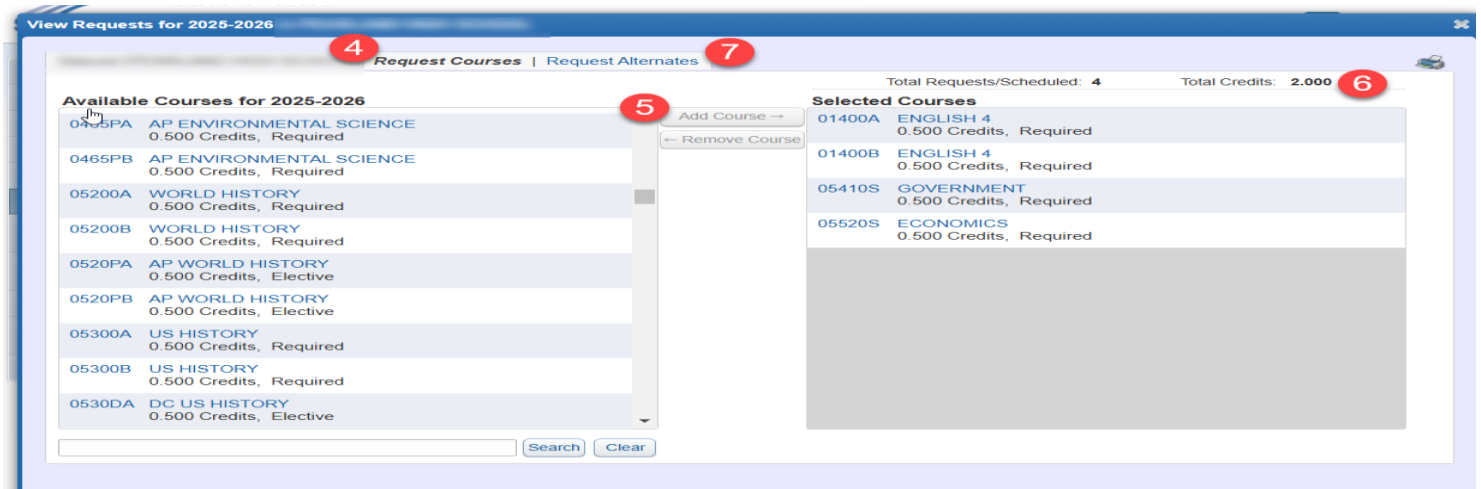 View Requests for 2025-2026
4 7
Request Courses | Request Alternates
Total Requests/Scheduled: 4 Total Credits: 2.000 6
Available Courses for 2025-2026
0465PA AP ENVIRONMENTAL SCIENCE
0.500 Credits, Required
0465PB AP ENVIRONMENTAL SCIENCE
0.500 Credits, Required
05200A WORLD HISTORY
0.500 Credits, Required
05200B WORLD HISTORY
0.500 Credits, Required
0520PA AP WORLD HISTORY
0.500 Credits, Elective
0520PB AP WORLD HISTORY
0.500 Credits, Elective
05300A US HISTORY
0.500 Credits, Required
05300B US HISTORY
0.500 Credits, Required
0530DA DC US HISTORY
0.500 Credits, Elective
Search Clear
5
Add Course →
← Remove Course
Selected Courses
01400A ENGLISH 4
0.500 Credits, Required
01400B ENGLISH 4
0.500 Credits, Required
05410S GOVERNMENT
0.500 Credits, Required
05520S ECONOMICS
0.500 Credits, Required